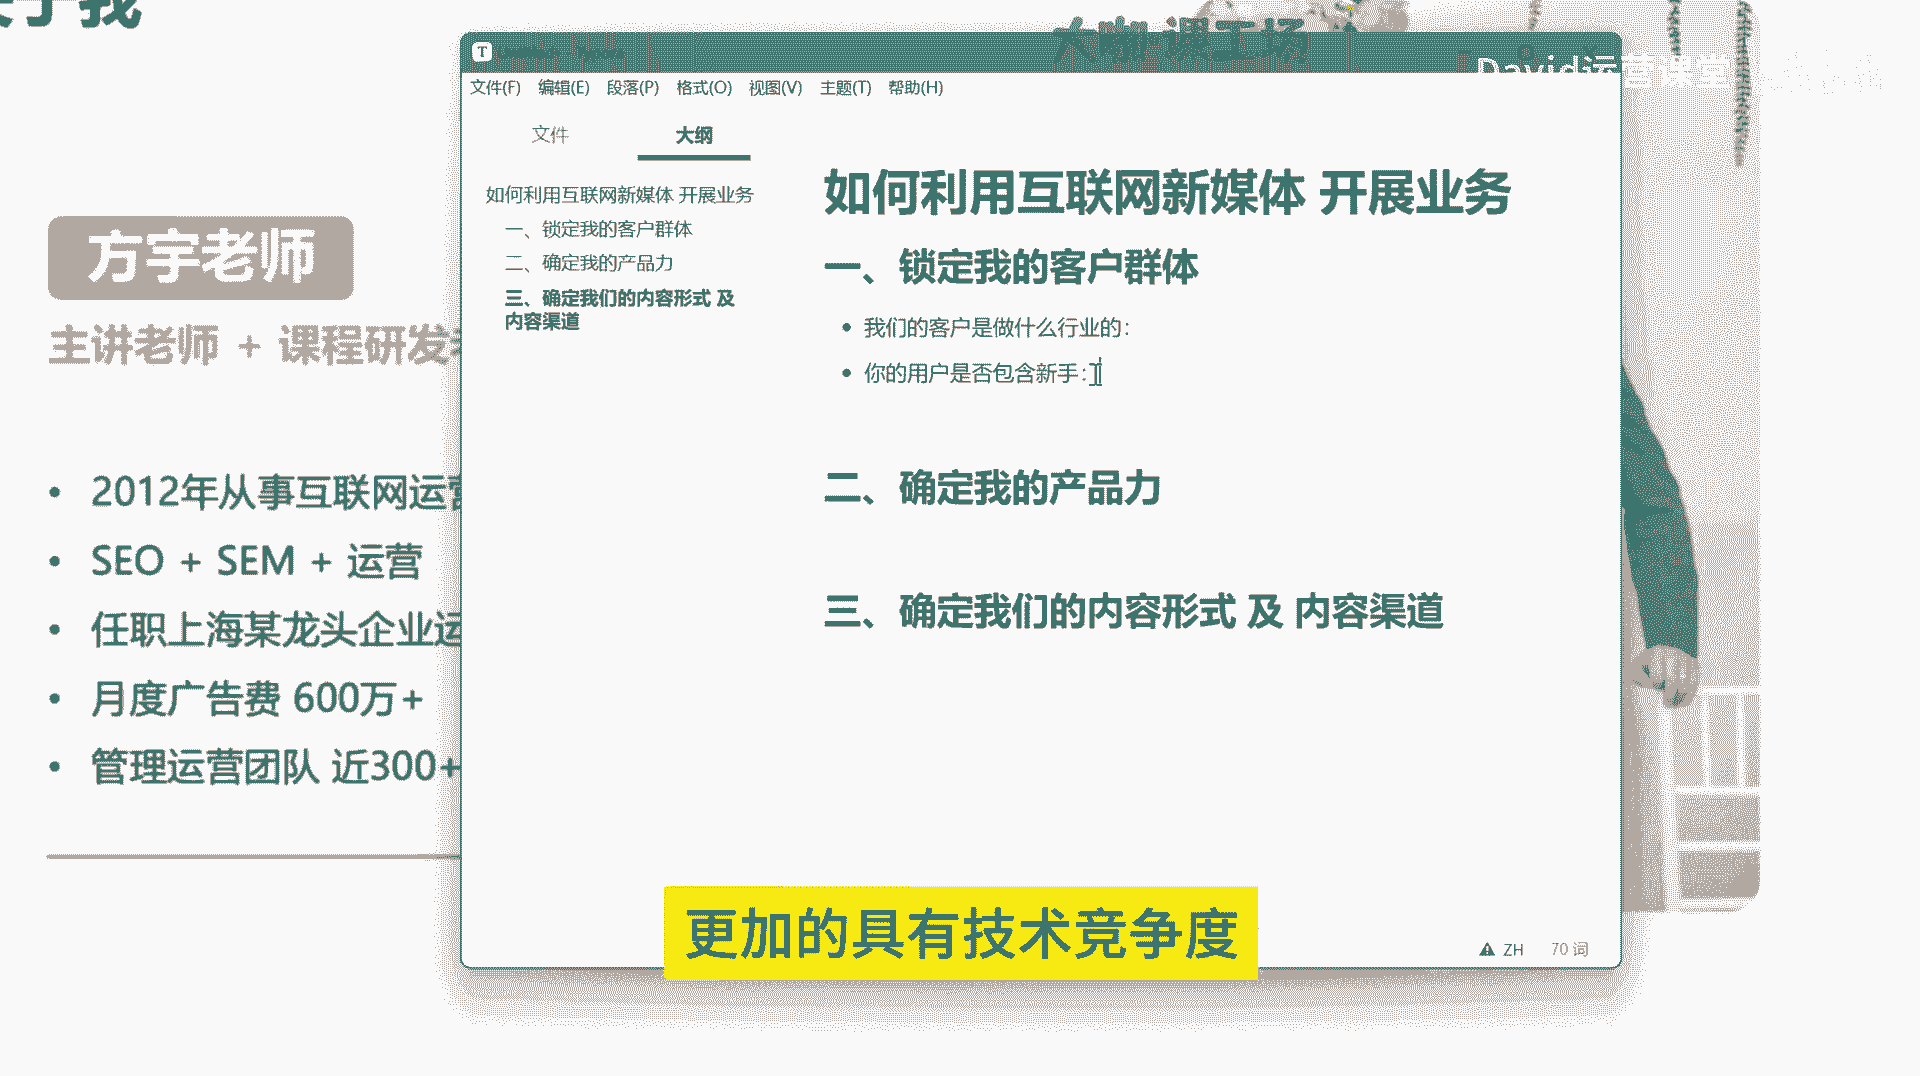 关于我
大咖 课工场
David运营课堂
文件(F) 编辑(E) 段落(P) 格式(O) 视图(V) 主题(T) 帮助(H)
文件 大纲
如何利用互联网新媒体 开展业务
一、锁定我的客户群体
二、确定我的产品力
三、确定我们的内容形式 及
内容渠道
如何利用互联网新媒体 开展业务
一、锁定我的客户群体
我们的客户是做什么行业的：
你的用户是否包含新手：
二、确定我的产品力
三、确定我们的内容形式 及 内容渠道
方宇老师
主讲老师 + 课程研发
• 2012年从事互联网运营
• SEO + SEM + 运营
• 任职上海某龙头企业运
• 月度广告费 600万+
• 管理运营团队 近300+
更加的具有技术竞争度
ZH 70 词